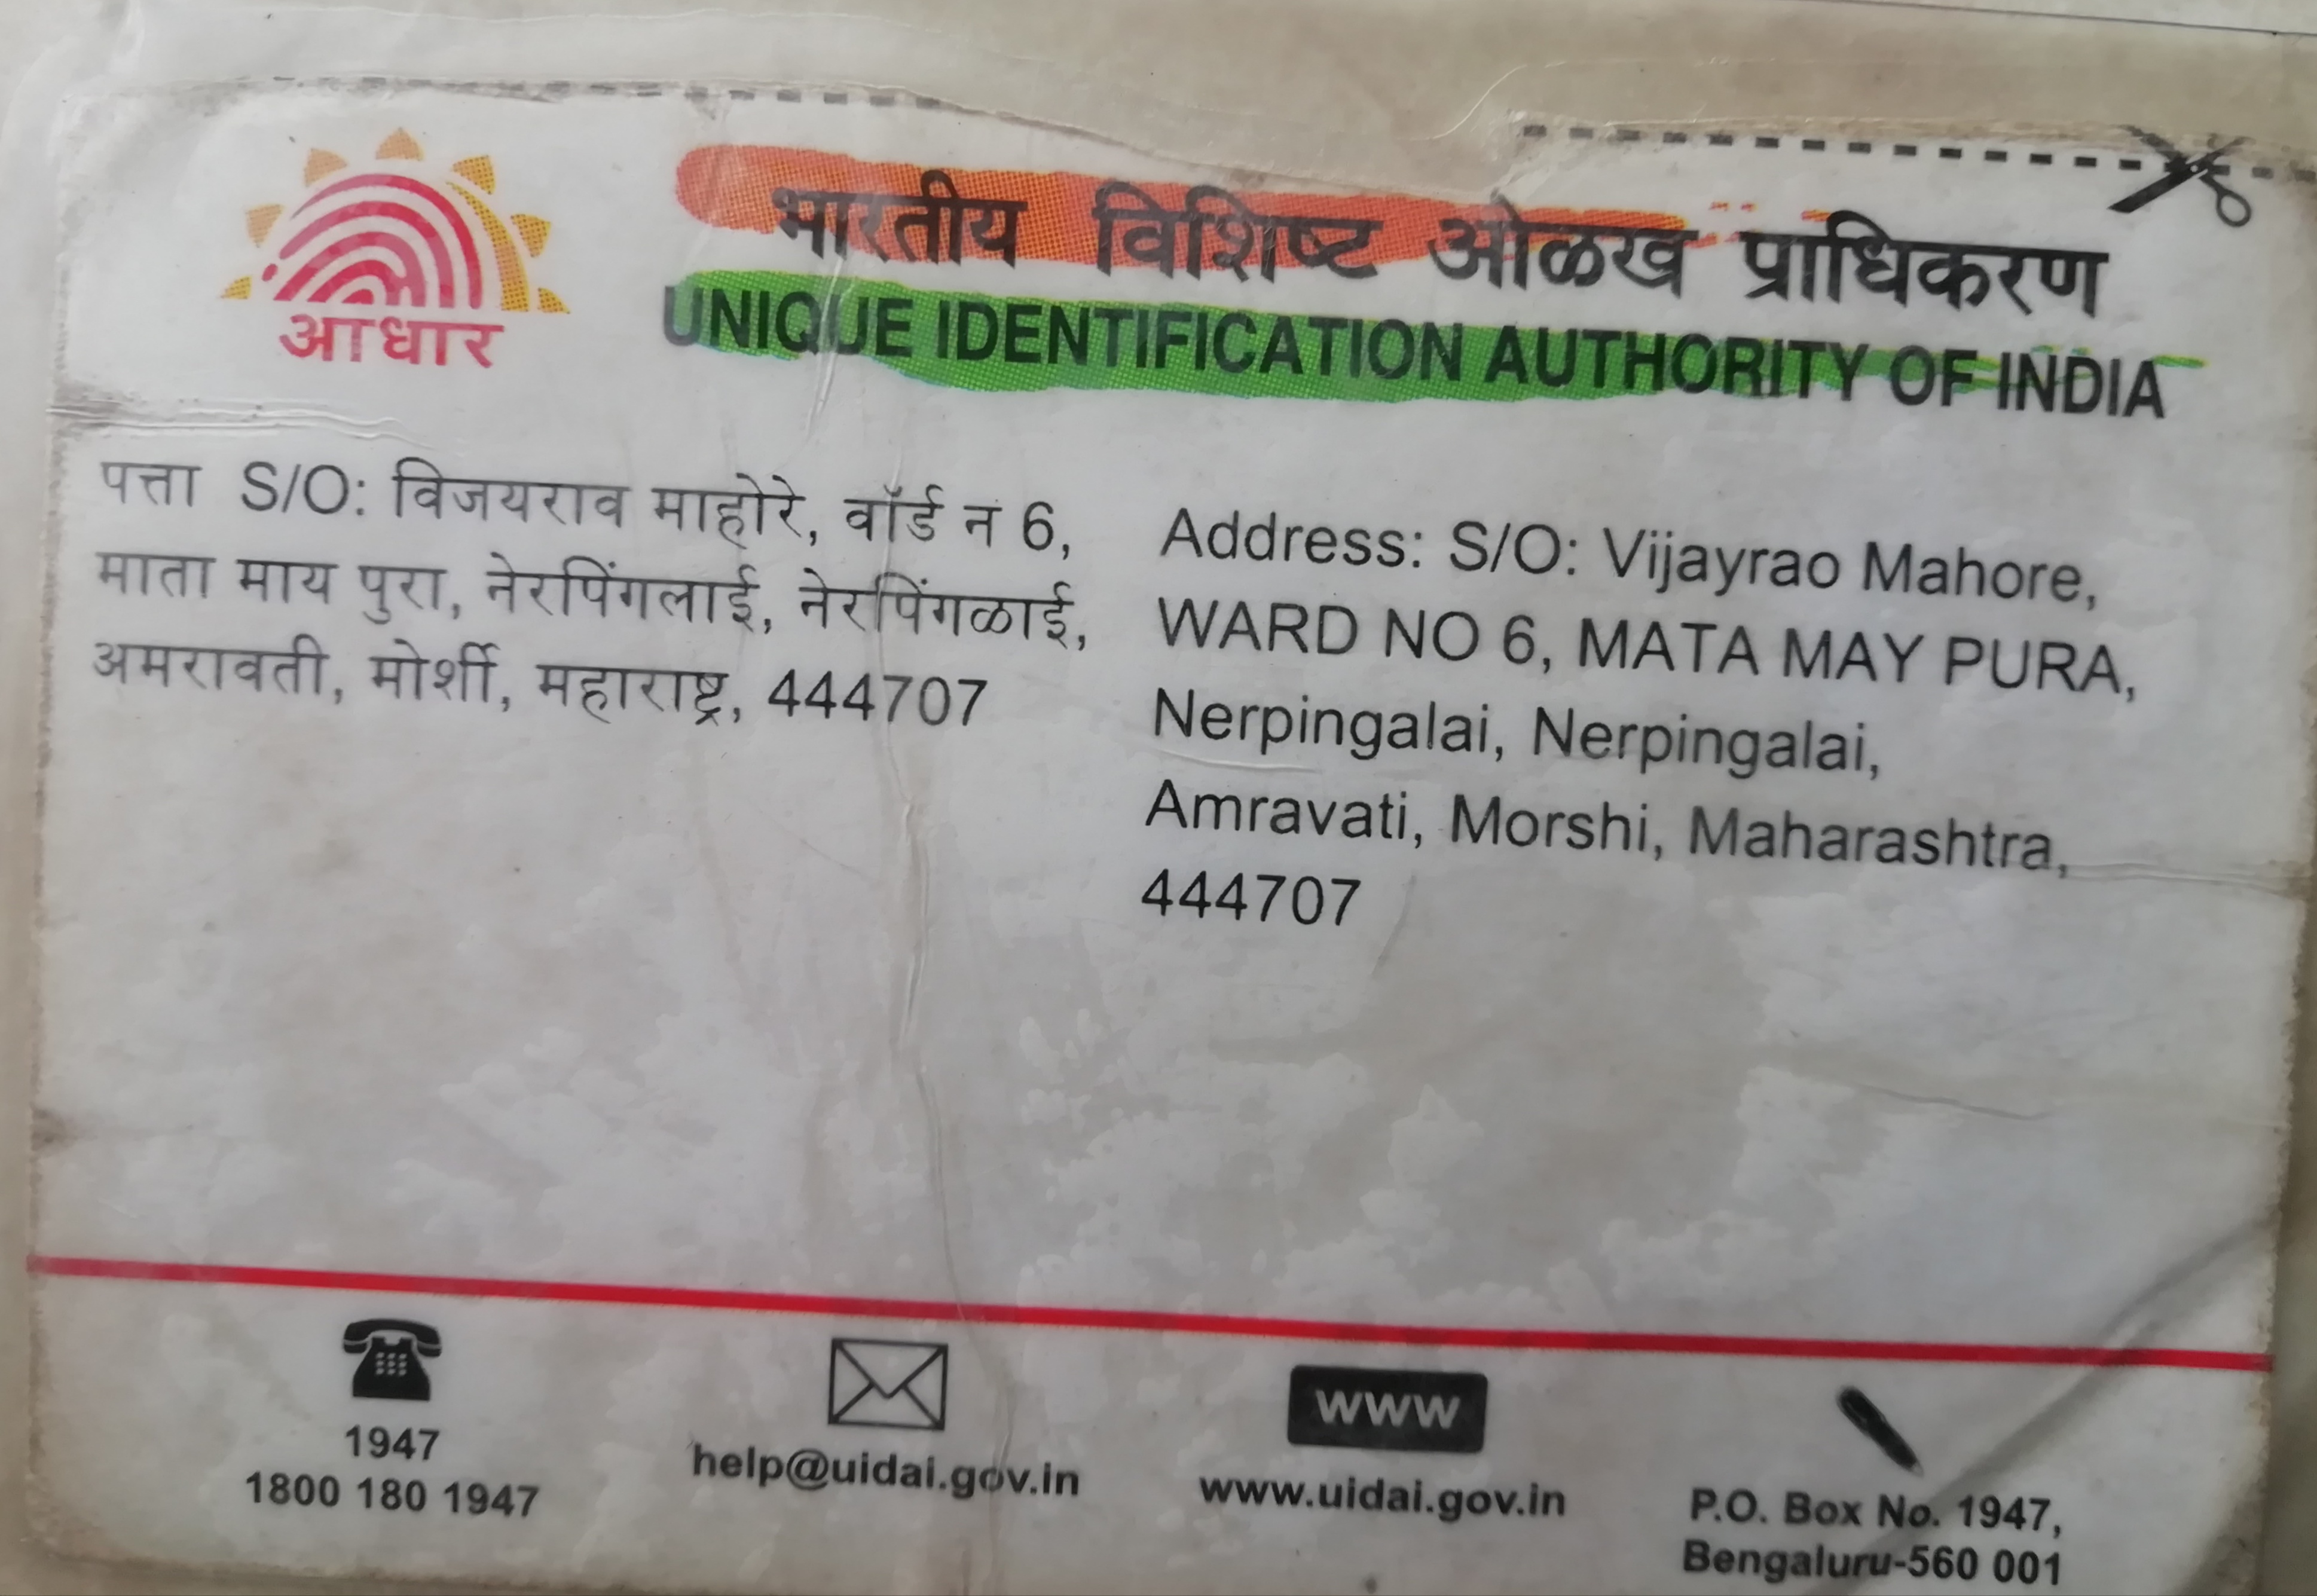 आधार
भारतीय विशिष्ट ओळख प्राधिकरण
UNIQUE IDENTIFICATION AUTHORITY OF INDIA
पत्ता S/O: विजयराव माहोरे, वॉर्ड न 6,
माता माय पुरा, नेरपिंगलाई, नेरपिंगळाई,
अमरावती, मोर्शी, महाराष्ट्र, 444707
Address: S/O: Vijayrao Mahore,
WARD NO 6, MATA MAY PURA,
Nerpingalai, Nerpingalai,
Amravati, Morshi, Maharashtra,
444707
1947
1800 180 1947
help@uidai.gov.in
www
www.uidai.gov.in
P.O. Box No. 1947,
Bengaluru-560 001